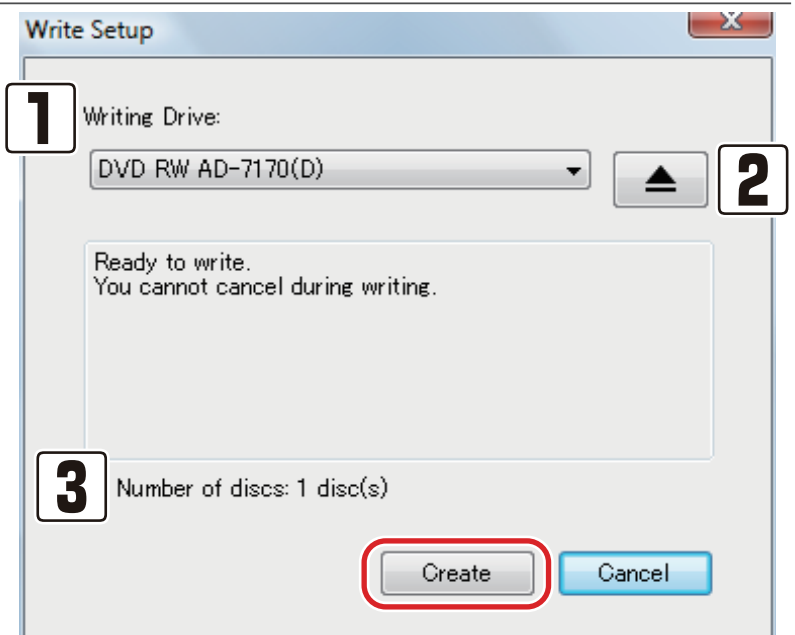 Write Setup
1
Writing Drive:
DVD RW AD-7170(D)
2
Ready to write.
You cannot cancel during writing.
3
Number of discs: 1 disc(s)
Create
Cancel